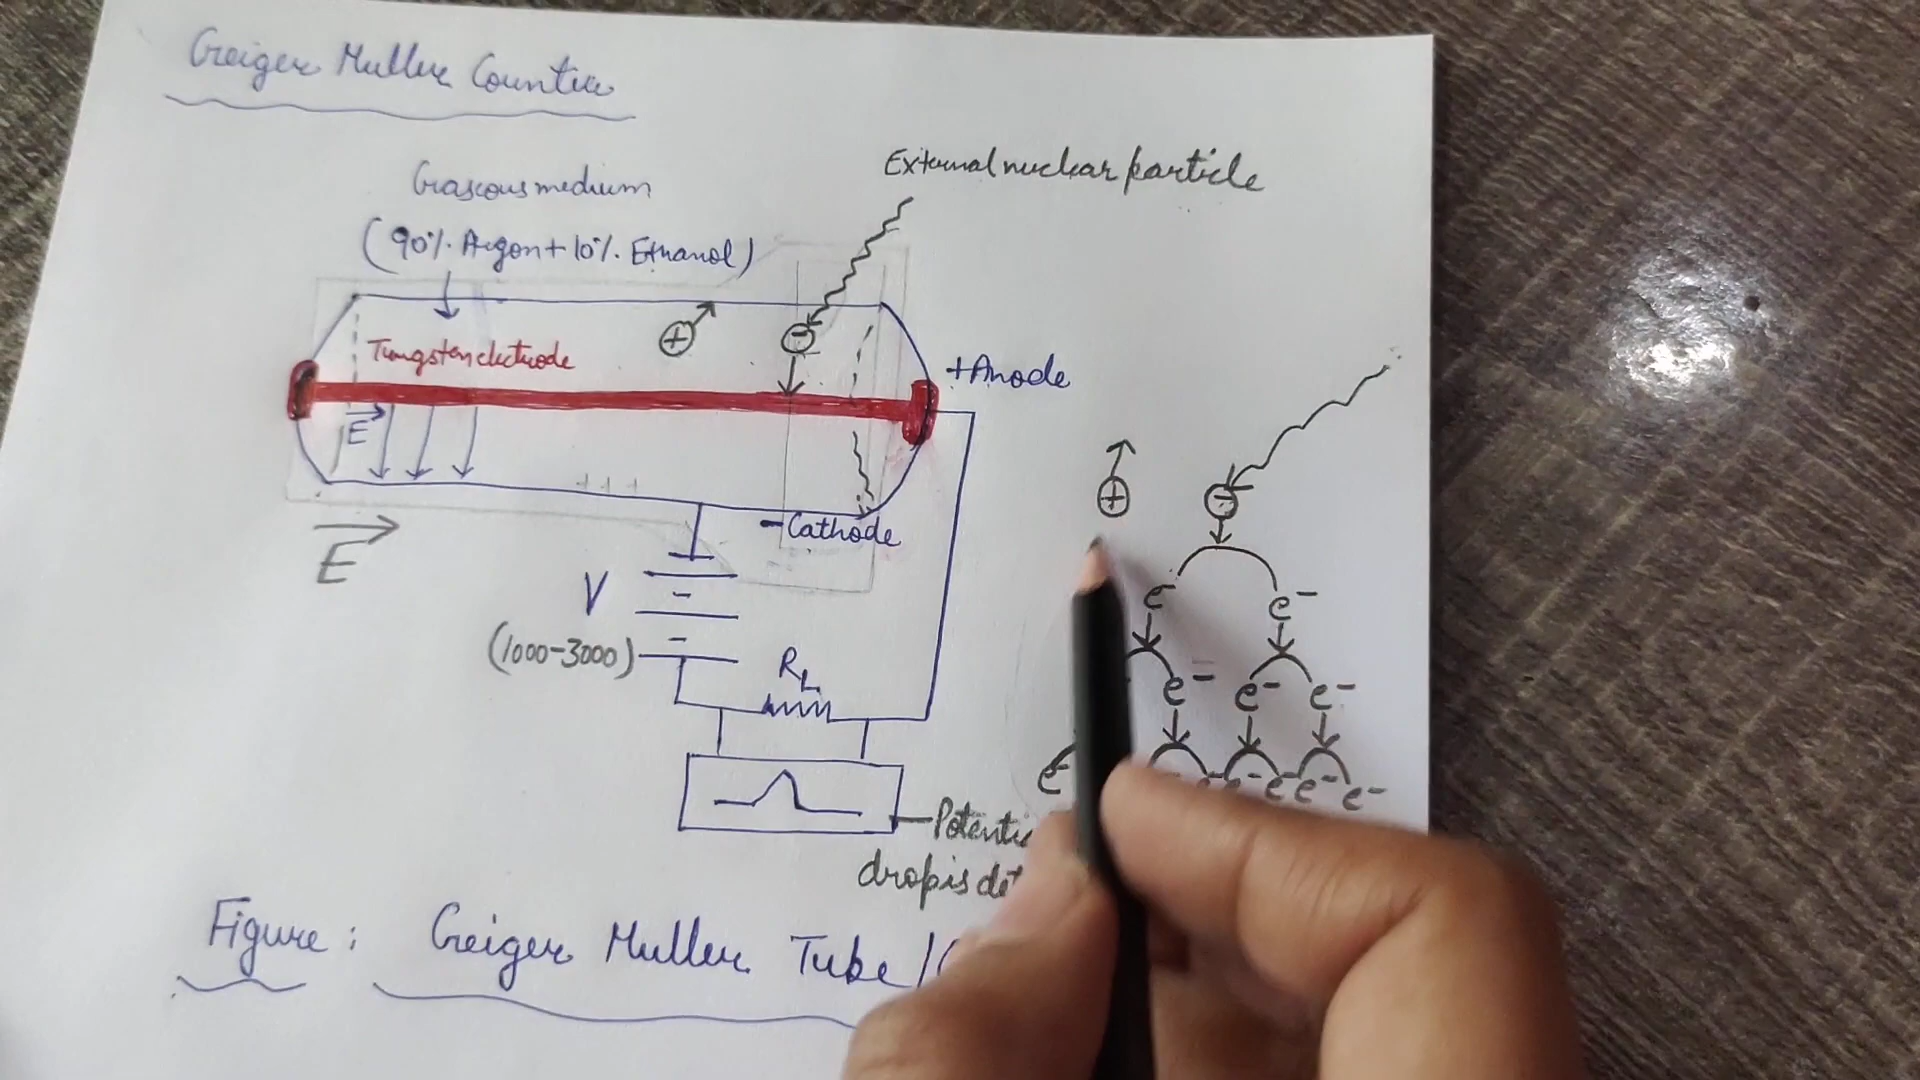 Geiger Muller Counter
External nuclear particle
Gaseous medium
(90% Argon + 10% Ethanol)
+
-
Tungsten electrode
+Anode
E
+ + +
- Cathode
E
V
(1000-3000)
RL
Potentia
drop is det
Figure: Geiger Muller Tube/
+
-
e- e-
e- e- e-
e- e- e- e- e- e-